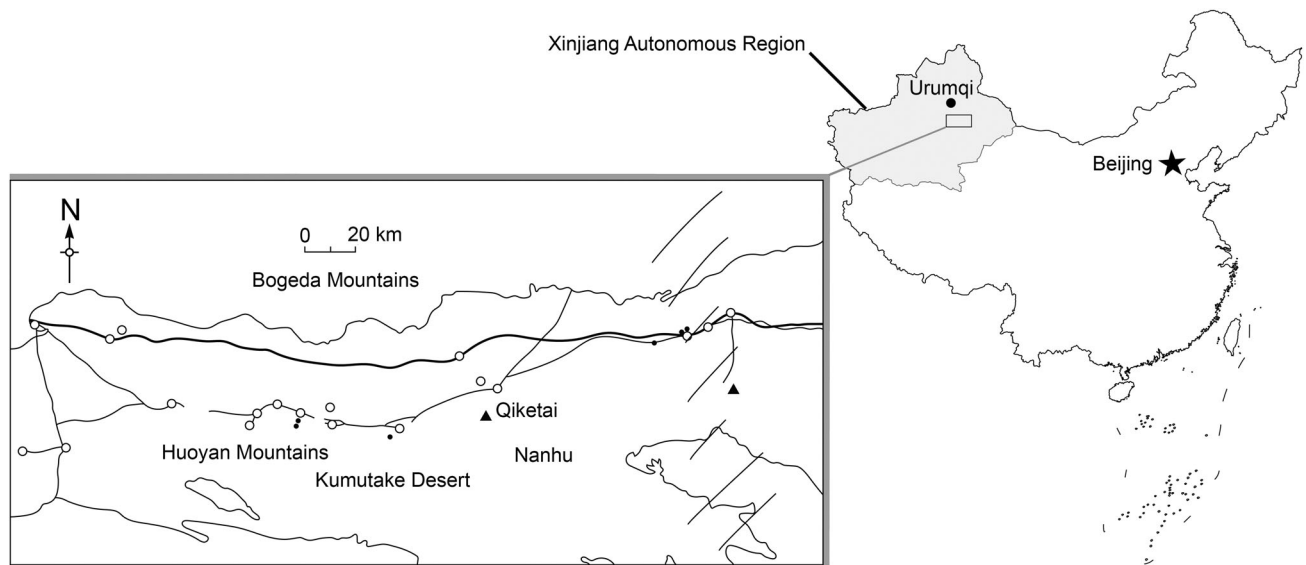 Xinjiang Autonomous Region
Urumqi
Beijing
N
0 20 km
Bogeda Mountains
Qiketai
Huoyan Mountains
Nanhu
Kumutake Desert